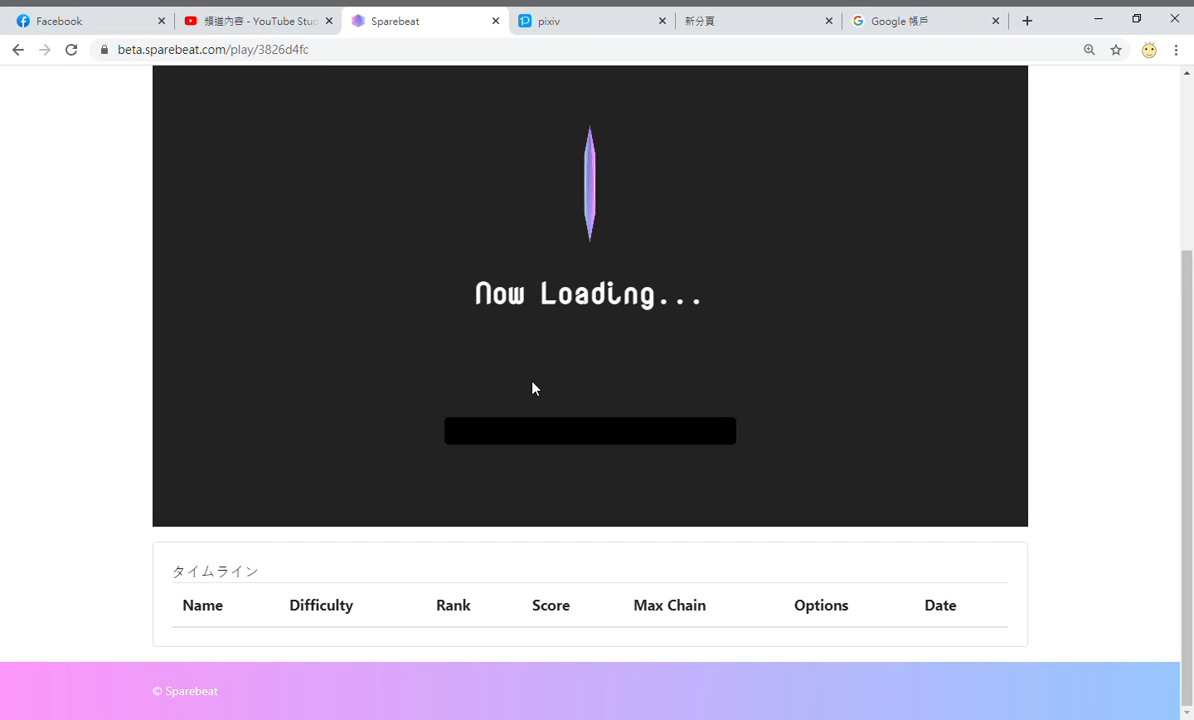 Facebook
頻道內容 - YouTube Stu
Sparebeat
pixiv
新分頁
Google 帳戶
beta.sparebeat.com/play/3826d4fc
Now Loading...
タイムライン
Name Difficulty Rank Score Max Chain Options Date
© Sparebeat